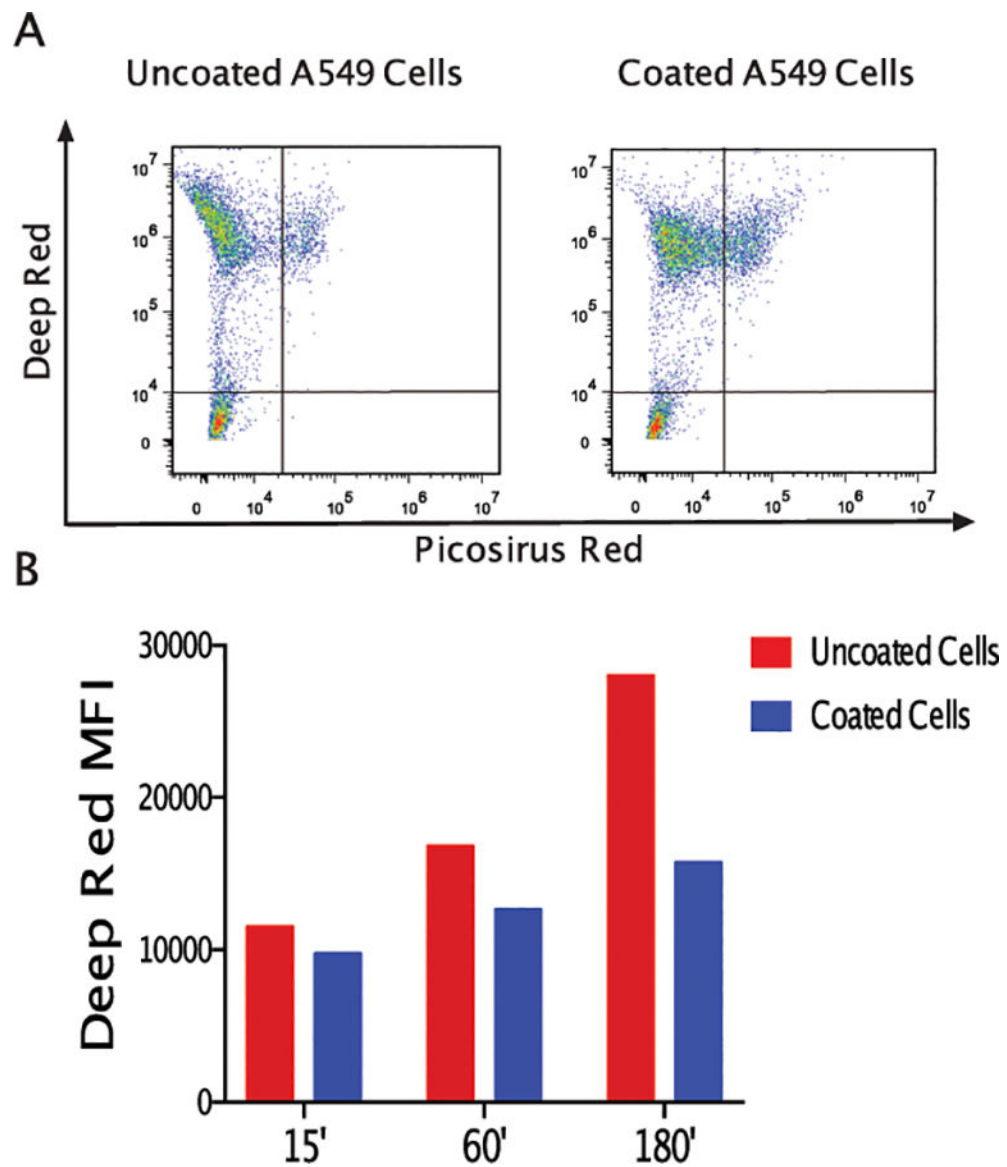 A
Uncoated A549 Cells
Coated A549 Cells
Deep Red
10^7
10^6
10^5
10^4
0
0 10^4 10^5 10^6 10^7
10^7
10^6
10^5
10^4
0
0 10^4 10^5 10^6 10^7
Picosirus Red
B
Deep Red MFI
30000
20000
10000
0
15' 60' 180'
Uncoated Cells
Coated Cells